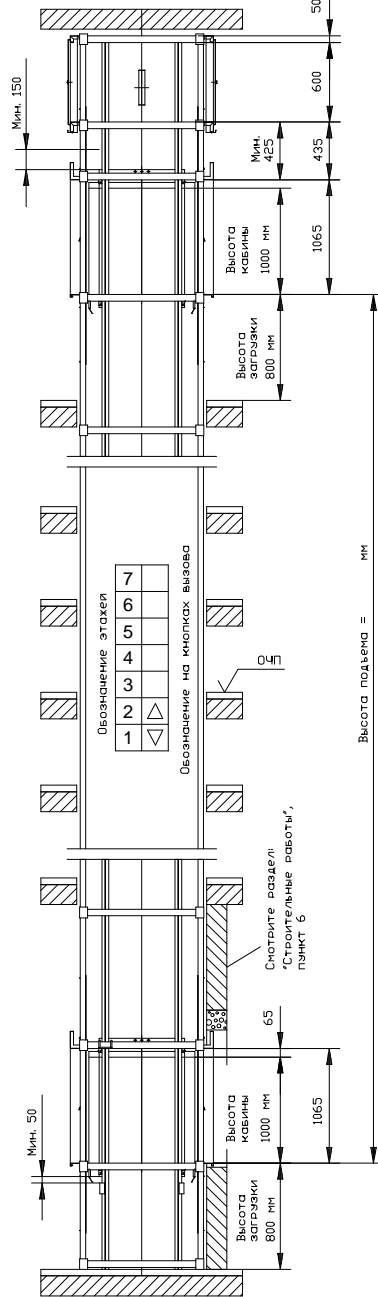 50
600
Мин. 150
Мин.
425
435
Высота
кабины
1000 мм
1065
Высота
загрузки
800 мм
Обозначение этажей
1 2 3 4 5 6 7
▽ △
Обозначение на кнопках вызова
ОЧП
Высота подъема = мм
Смотрите раздел:
"Строительные работы",
пункт 6
65
Мин. 50
Высота
кабины
1000 мм
1065
Высота
загрузки
800 мм